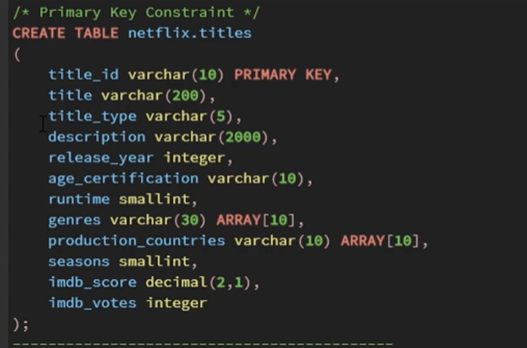 /* Primary Key Constraint */
CREATE TABLE netflix.titles
(
title_id varchar(10) PRIMARY KEY,
title varchar(200),
title_type varchar(5),
description varchar(2000),
release_year integer,
age_certification varchar(10),
runtime smallint,
genres varchar(30) ARRAY[10],
production_countries varchar(10) ARRAY[10],
seasons smallint,
imdb_score decimal(2,1),
imdb_votes integer
);